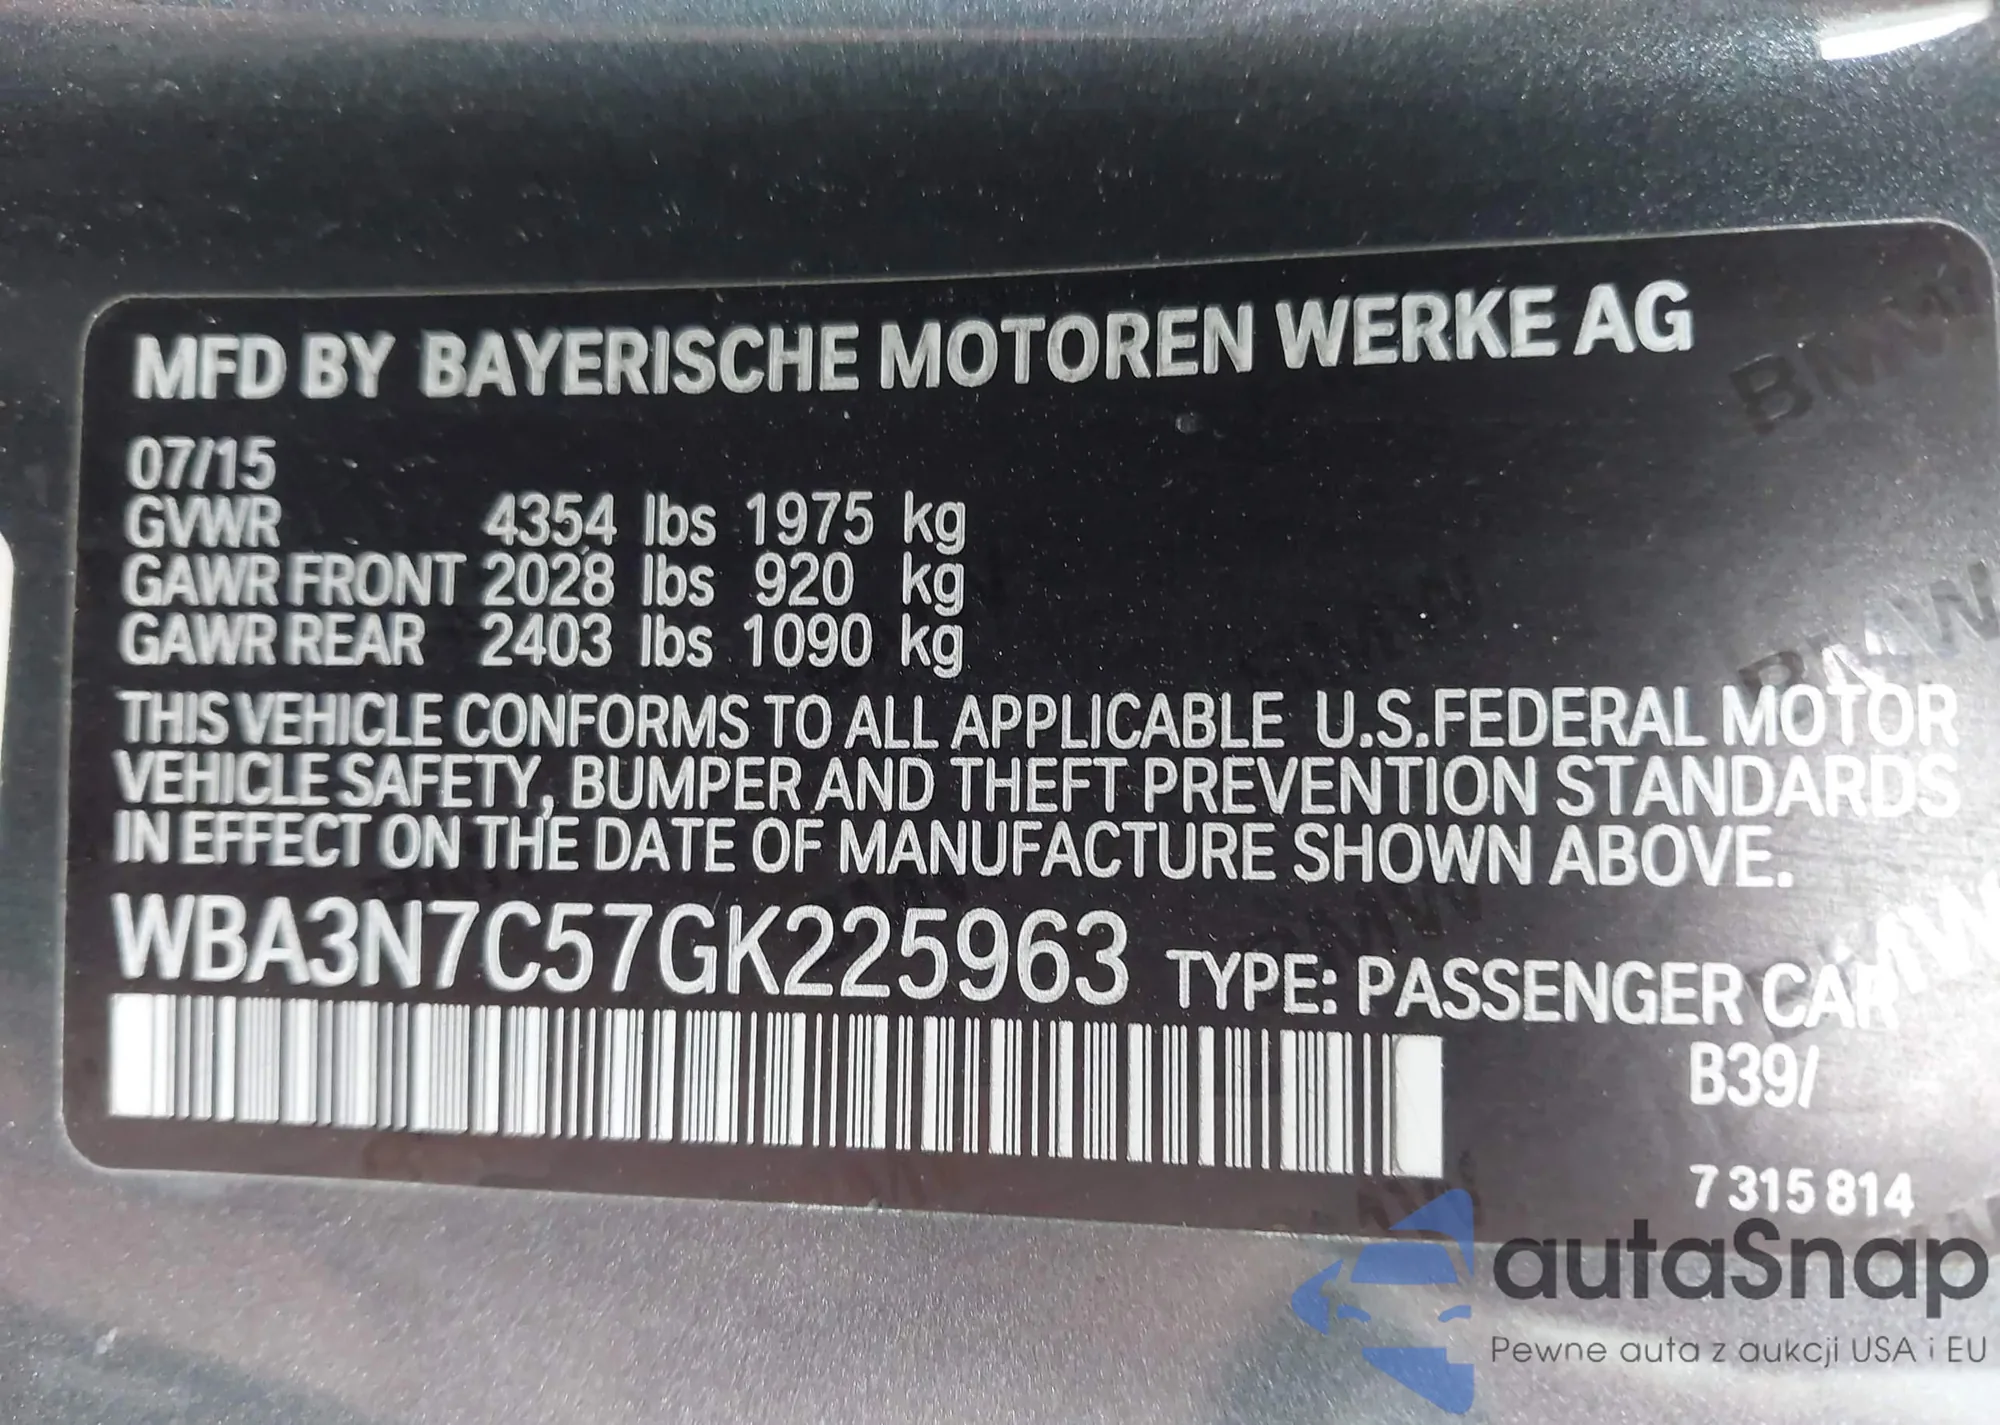 MFD BY BAYERISCHE MOTOREN WERKE AG
07/15
GVWR 4354 lbs 1975 kg
GAWR FRONT 2028 lbs 920 kg
GAWR REAR 2403 lbs 1090 kg
THIS VEHICLE CONFORMS TO ALL APPLICABLE U.S.FEDERAL MOTOR
VEHICLE SAFETY, BUMPER AND THEFT PREVENTION STANDARDS
IN EFFECT ON THE DATE OF MANUFACTURE SHOWN ABOVE.
WBA3N7C57GK225963 TYPE: PASSENGER CAR
B39/
7 315 814
autaSnap
Pewne auta z aukcji USA i EU